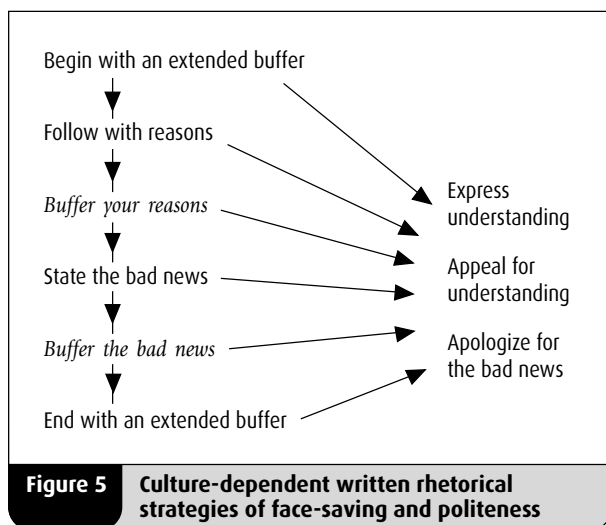 Begin with an extended buffer
Follow with reasons
Buffer your reasons
State the bad news
Buffer the bad news
End with an extended buffer
Express
understanding
Appeal for
understanding
Apologize for
the bad news
Figure 5
Culture-dependent written rhetorical
strategies of face-saving and politeness